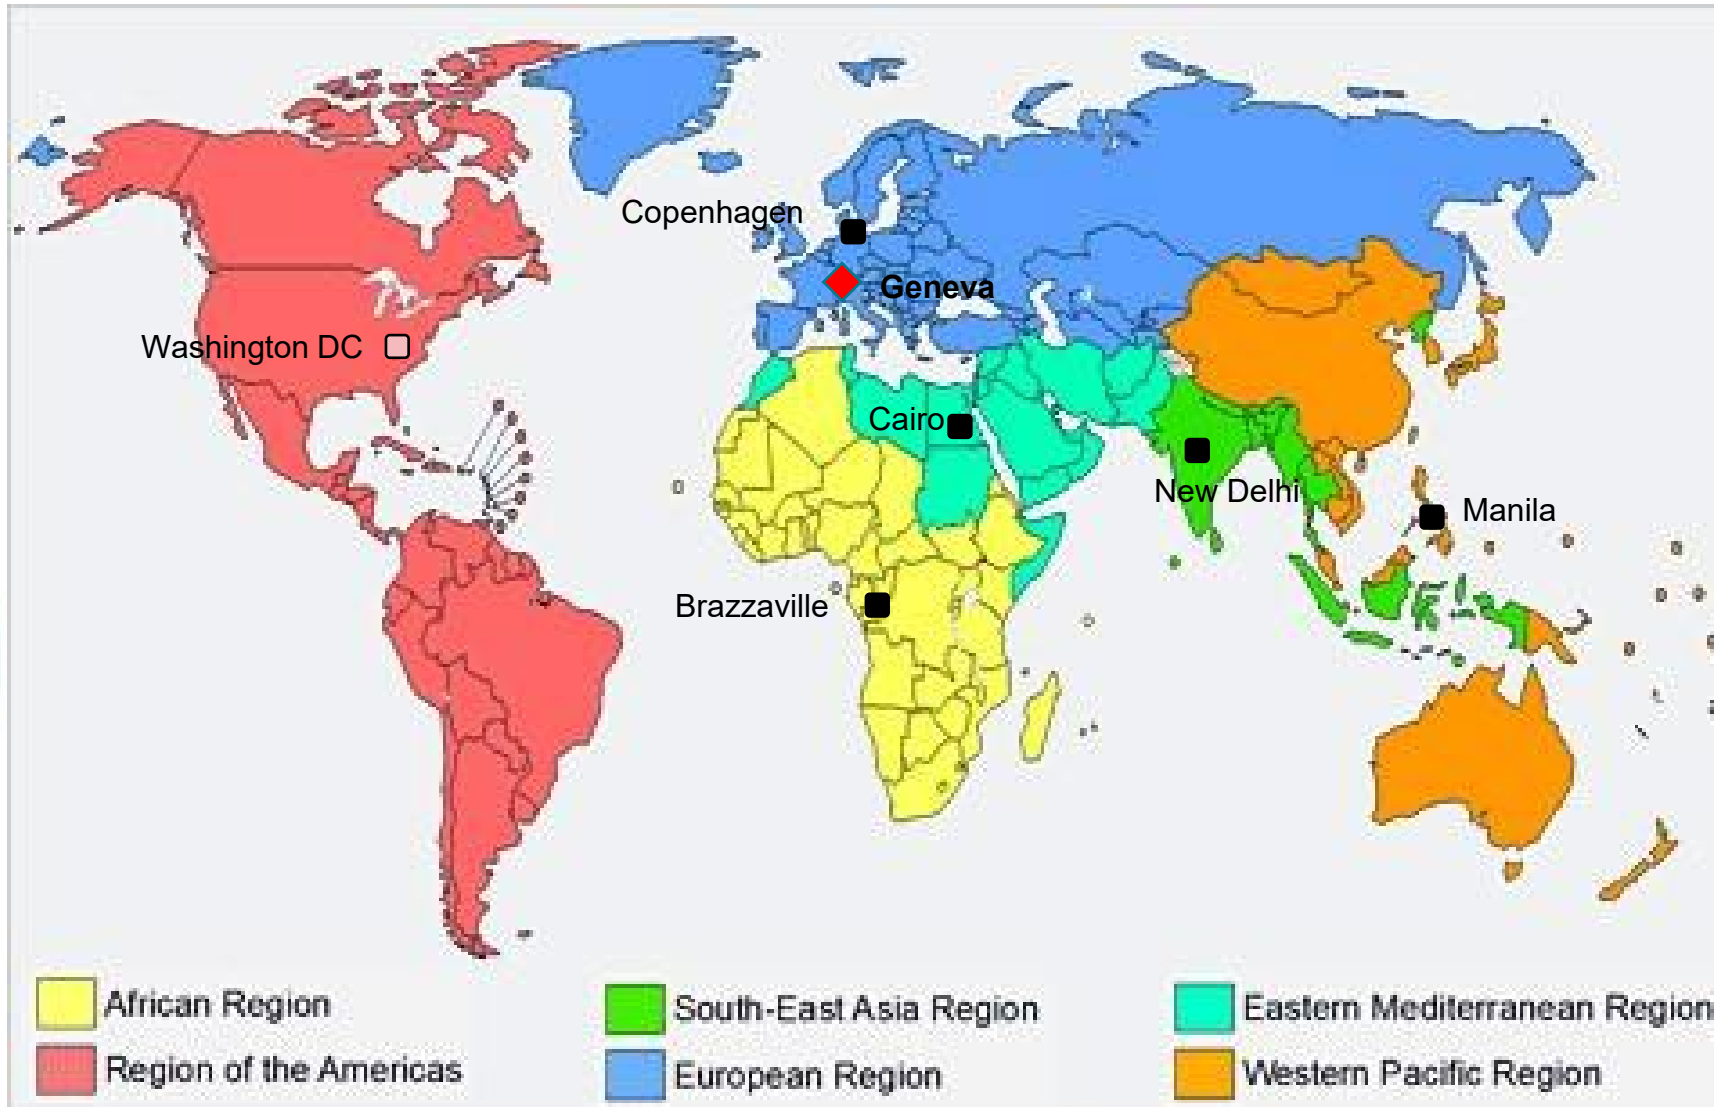 Copenhagen
Geneva
Washington DC
Cairo
New Delhi
Manila
Brazzaville
African Region
South-East Asia Region
Eastern Mediterranean Region
Region of the Americas
European Region
Western Pacific Region